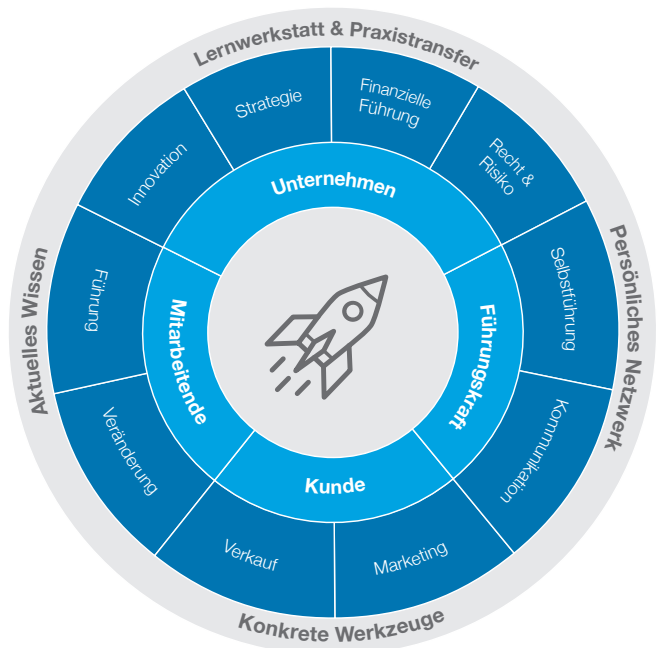 Lernwerkstatt & Praxistransfer
Strategie
Finanzielle
Führung
Innovation
Recht &
Risiko
Unternehmen
Aktuelles Wissen
Führung
Mitarbeitende
Führungskraft
Selbstführung
Persönliches Netzwerk
Veränderung
Kommunikation
Kunde
Verkauf
Marketing
Konkrete Werkzeuge